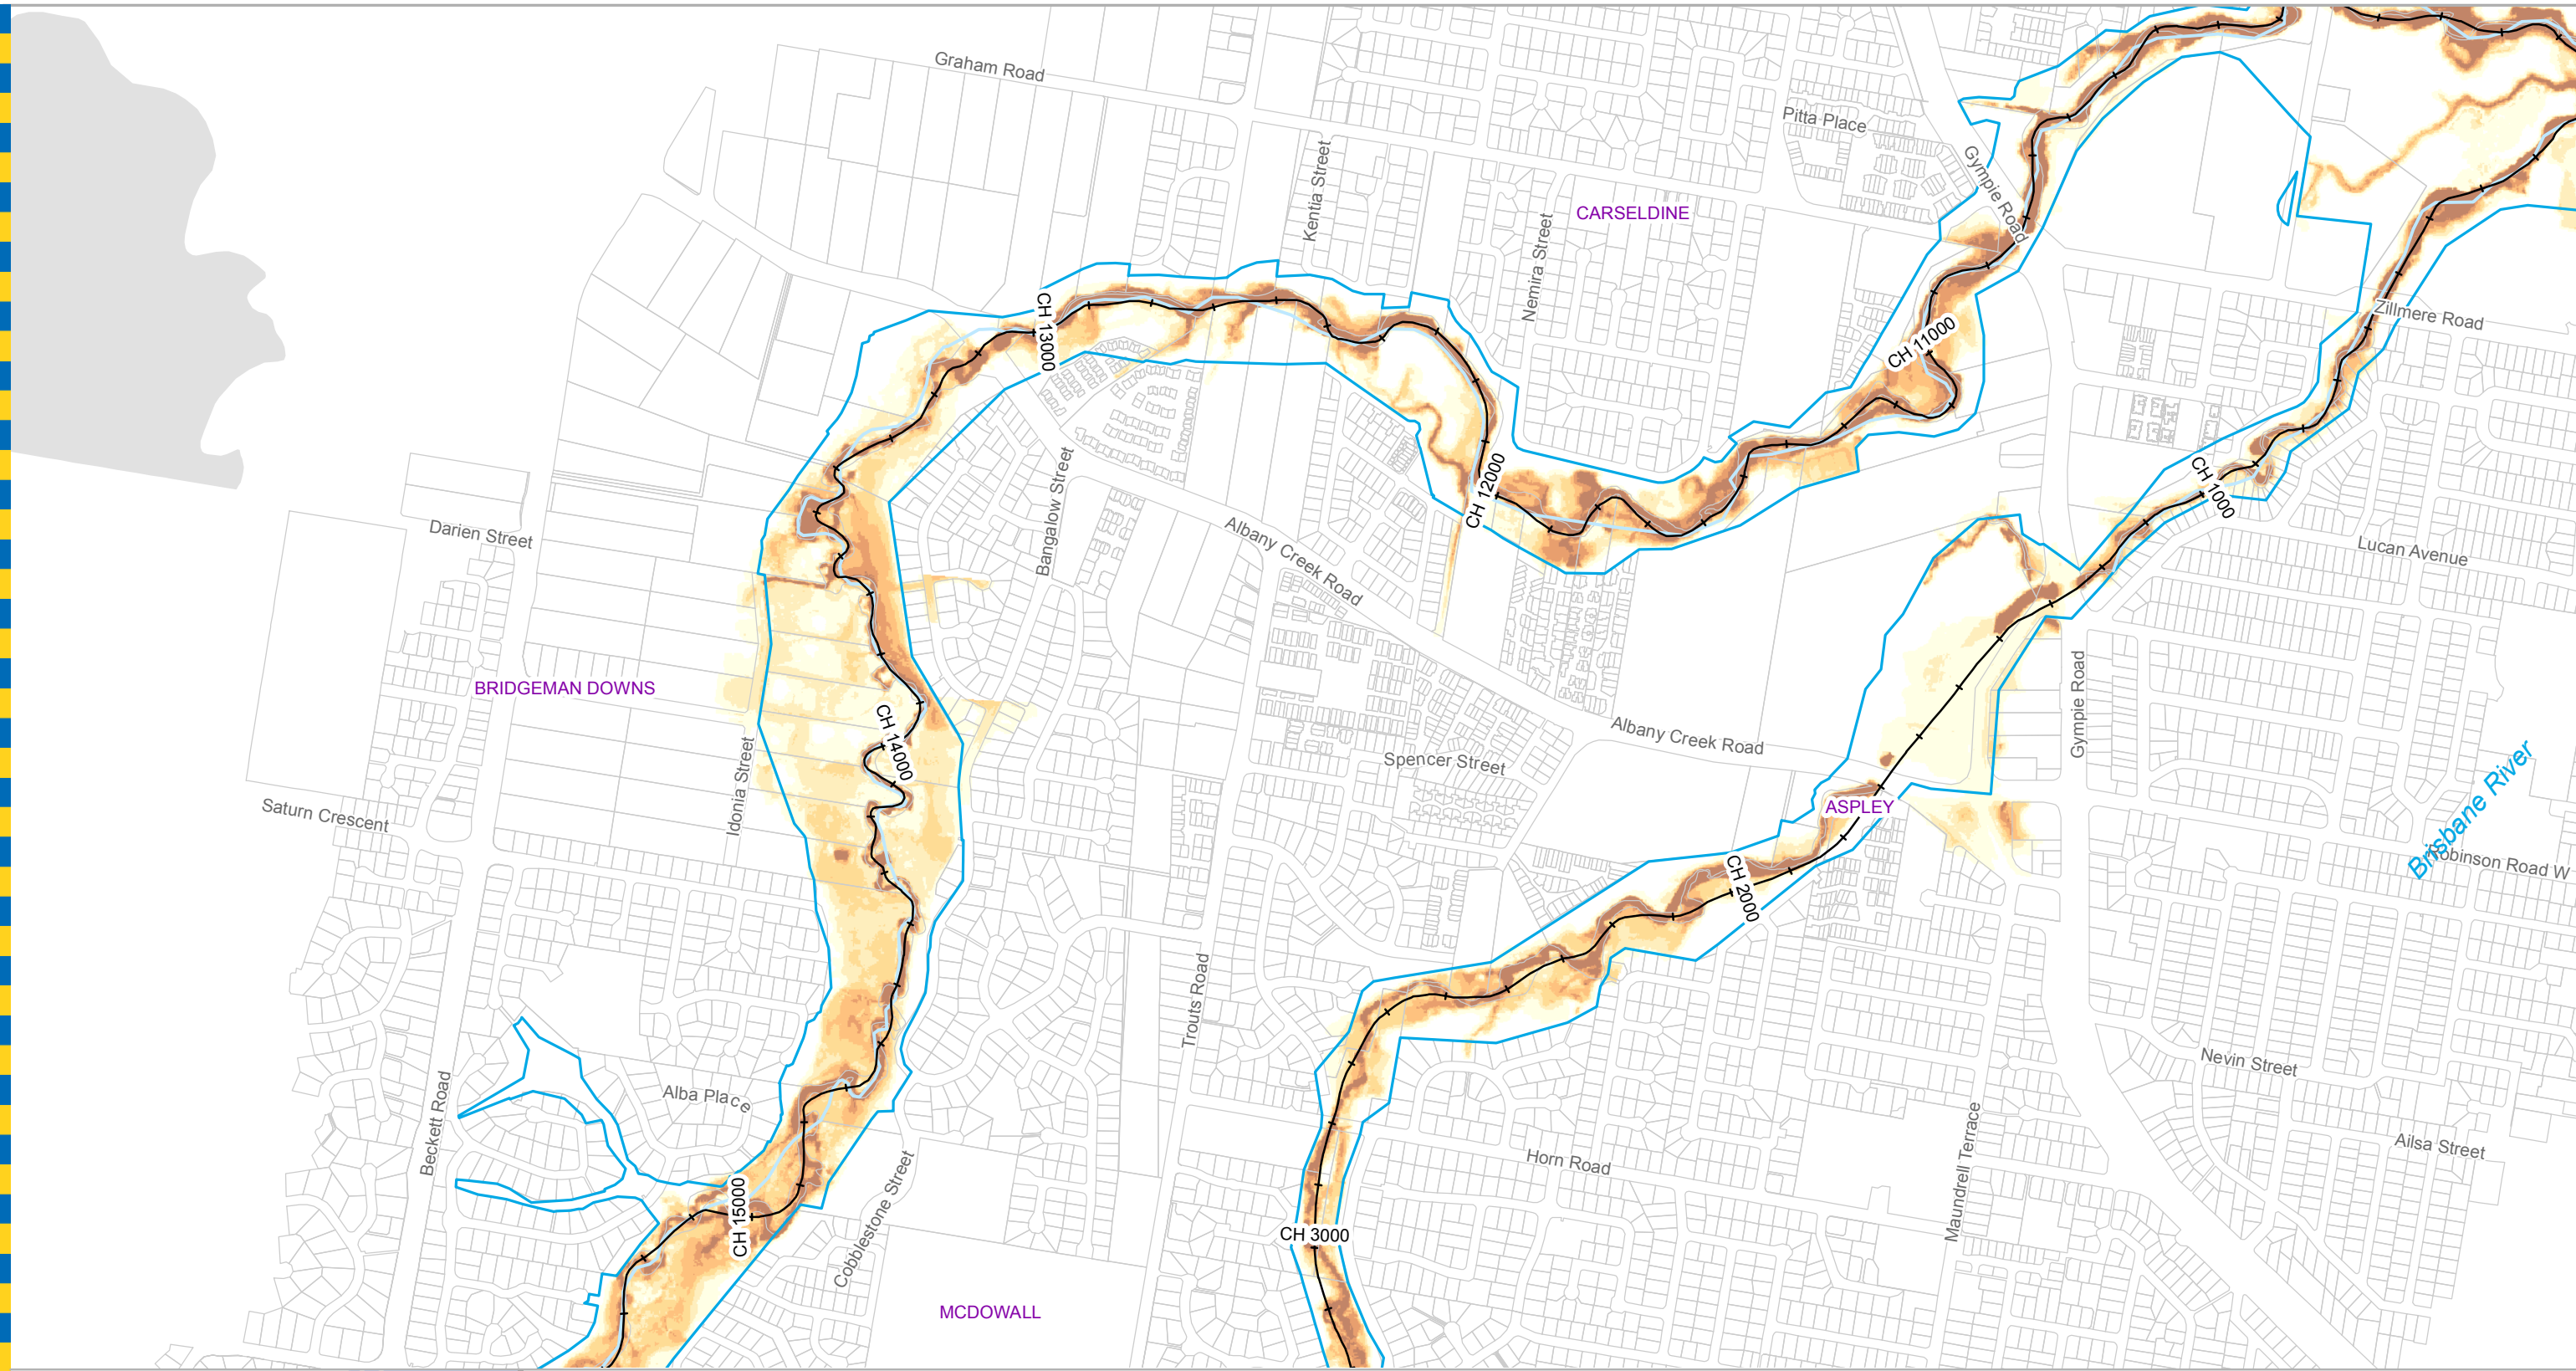 Graham Road
Pitta Place
Gympie Road
Kentia Street
CARSELDINE
Nemira Street
CH 13000
Zillmere Road
CH 11000
CH 12000
CH 1000
Bangalow Street
Darien Street
Albany Creek Road
Lucan Avenue
BRIDGEMAN DOWNS
CH 14000
Gympie Road
Albany Creek Road
Spencer Street
Idonia Street
Saturn Crescent
ASPLEY
Brisbane River
Robinson Road W
CH 2000
Trouts Road
Nevin Street
Alba Place
Beckett Road
Maundrell Terrace
Ailsa Street
Horn Road
CH 15000
Cobblestone Street
CH 3000
MCDOWALL